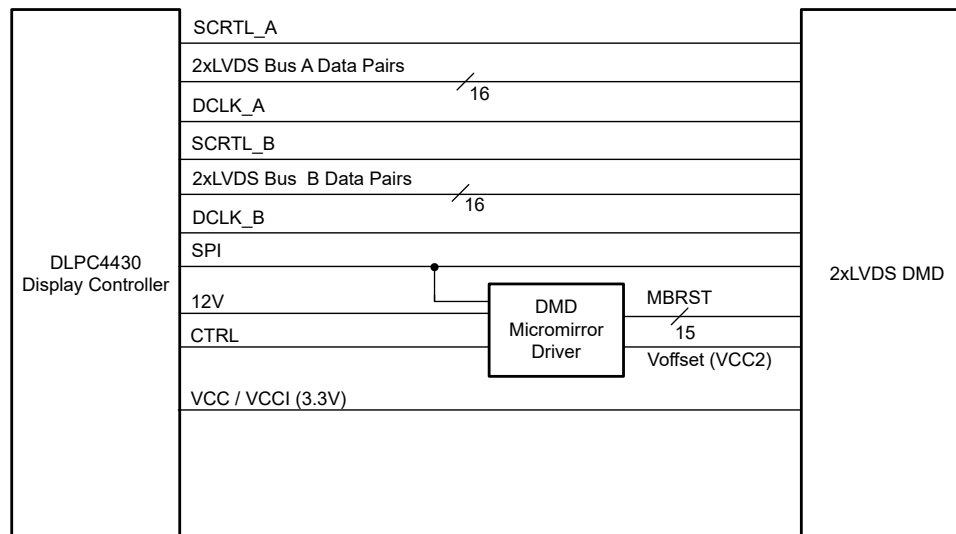 SCRTL_A
2xLVDS Bus A Data Pairs
16
DCLK_A
SCRTL_B
2xLVDS Bus B Data Pairs
16
DCLK_B
SPI
DLPC4430
Display Controller
2xLVDS DMD
12V
CTRL
DMD
Micromirror
Driver
MBRST
15
Voffset (VCC2)
VCC / VCCI (3.3V)